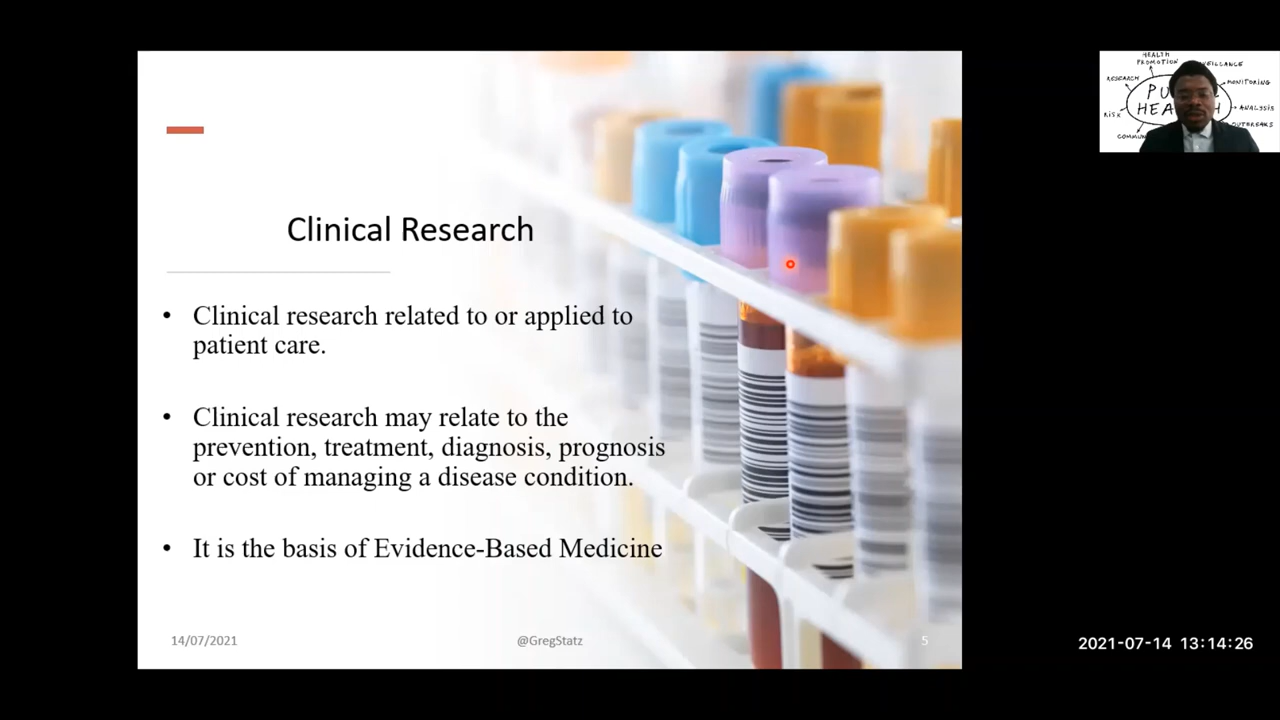 Clinical Research
• Clinical research related to or applied to
patient care.
• Clinical research may relate to the
prevention, treatment, diagnosis, prognosis
or cost of managing a disease condition.
• It is the basis of Evidence-Based Medicine
14/07/2021
@GregStatz
5
HEALTH
PROMOTION
RESEARCH
MONITORING
RISK
ANALYSIS
OUTBREAKS
2021-07-14 13:14:26